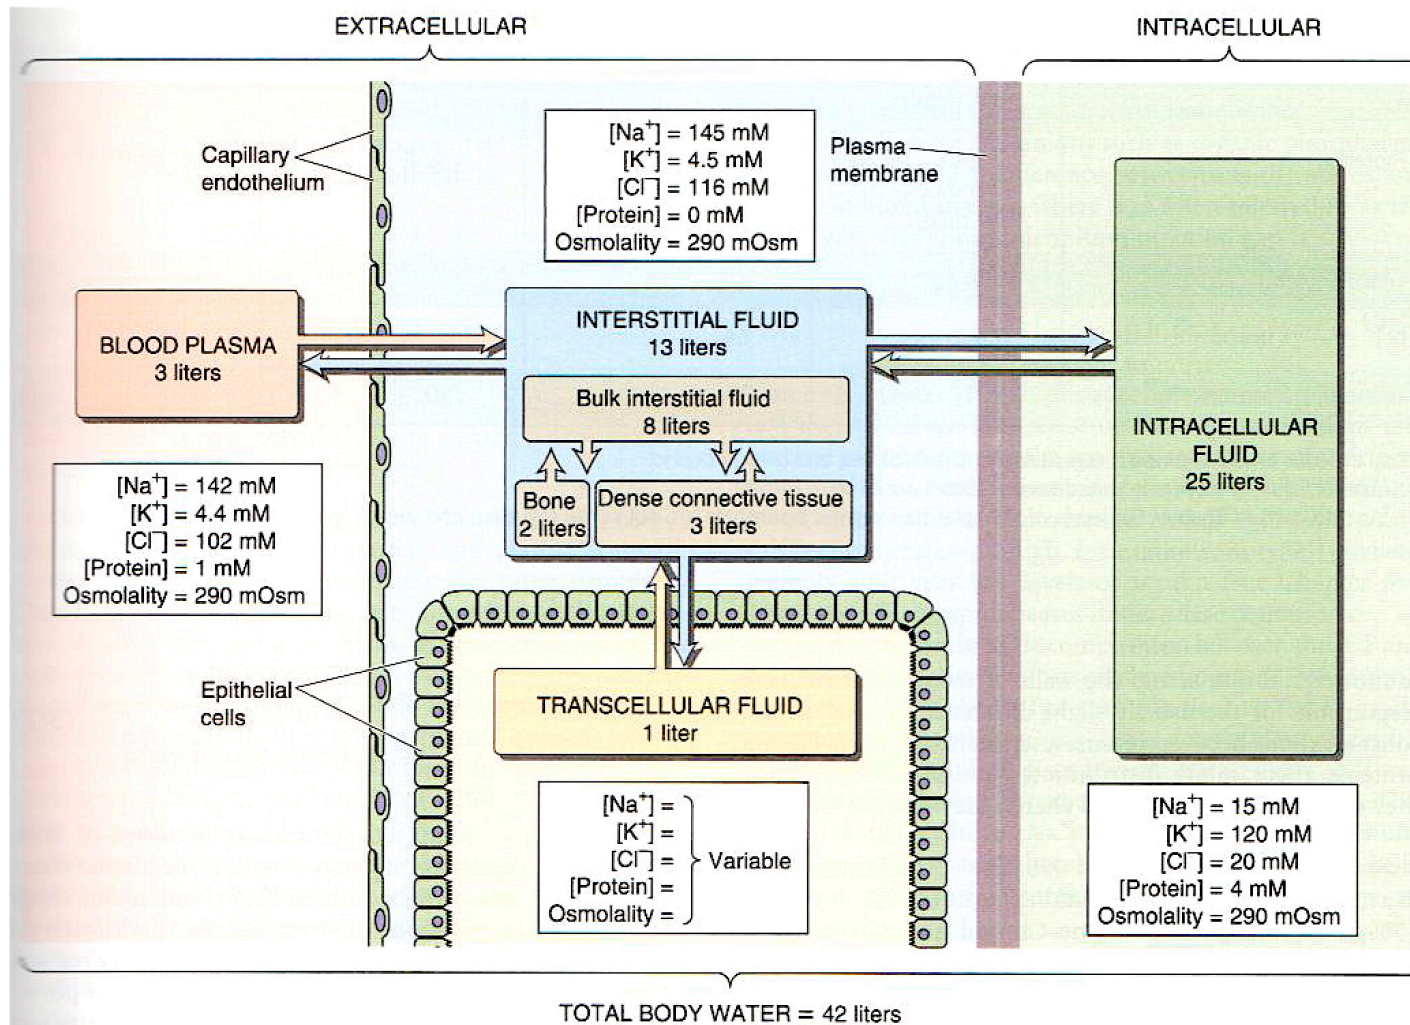 EXTRACELLULAR
INTRACELLULAR
Capillary
endothelium
[Na⁺] = 145 mM
[K⁺] = 4.5 mM
[Cl⁻] = 116 mM
[Protein] = 0 mM
Osmolality = 290 mOsm
Plasma
membrane
BLOOD PLASMA
3 liters
INTERSTITIAL FLUID
13 liters
Bulk interstitial fluid
8 liters
Bone
2 liters
Dense connective tissue
3 liters
INTRACELLULAR
FLUID
25 liters
[Na⁺] = 142 mM
[K⁺] = 4.4 mM
[Cl⁻] = 102 mM
[Protein] = 1 mM
Osmolality = 290 mOsm
Epithelial
cells
TRANSCELLULAR FLUID
1 liter
[Na⁺] =
[K⁺] =
[Cl⁻] =
[Protein] =
Osmolality =
Variable
[Na⁺] = 15 mM
[K⁺] = 120 mM
[Cl⁻] = 20 mM
[Protein] = 4 mM
Osmolality = 290 mOsm
TOTAL BODY WATER = 42 liters